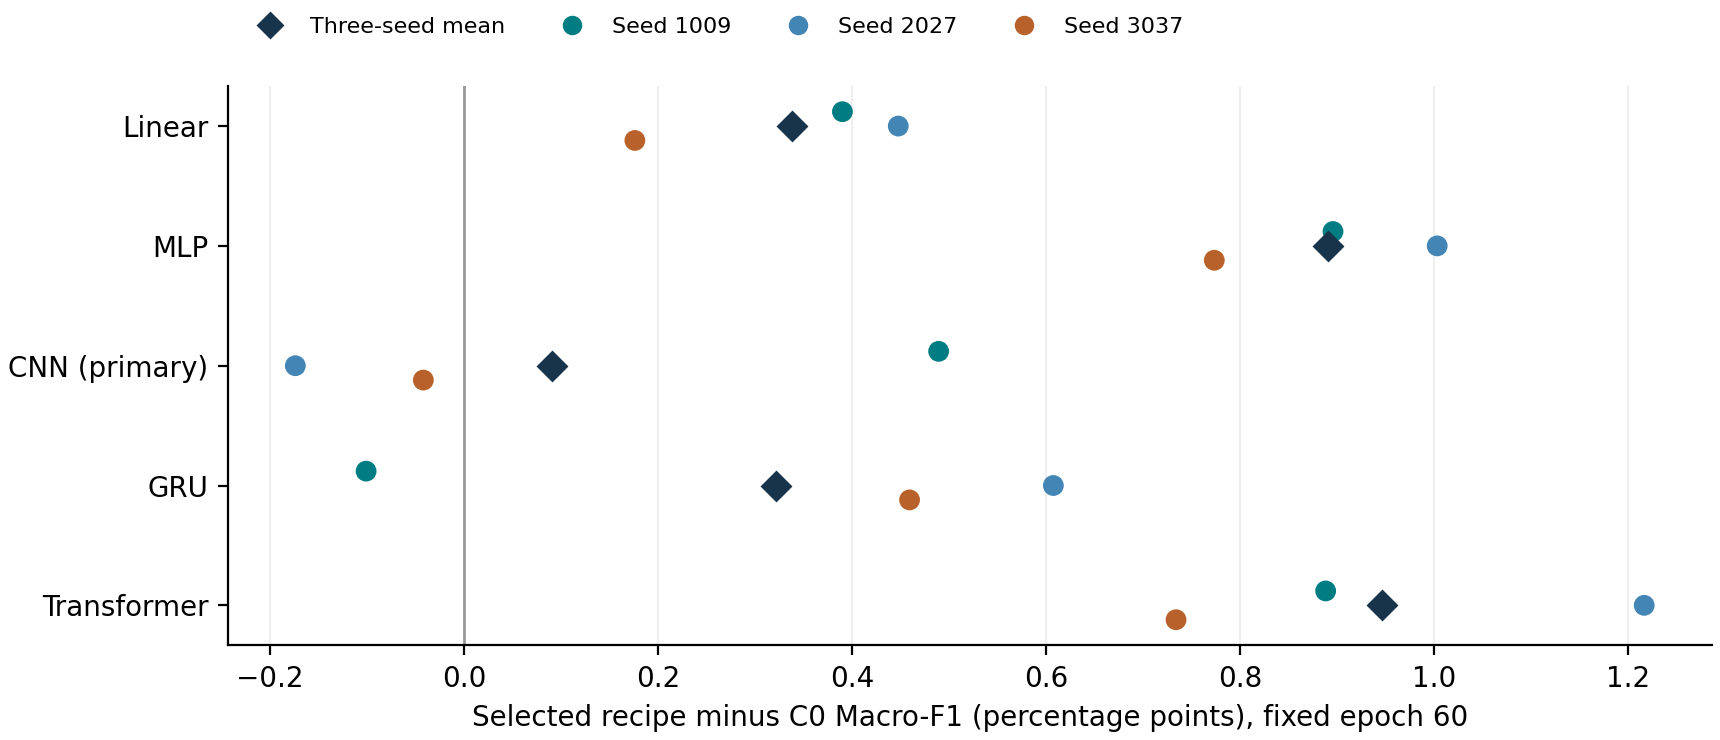 Three-seed mean Seed 1009 Seed 2027 Seed 3037
Linear
MLP
CNN (primary)
GRU
Transformer
−0.2 0.0 0.2 0.4 0.6 0.8 1.0 1.2
Selected recipe minus C0 Macro-F1 (percentage points), fixed epoch 60